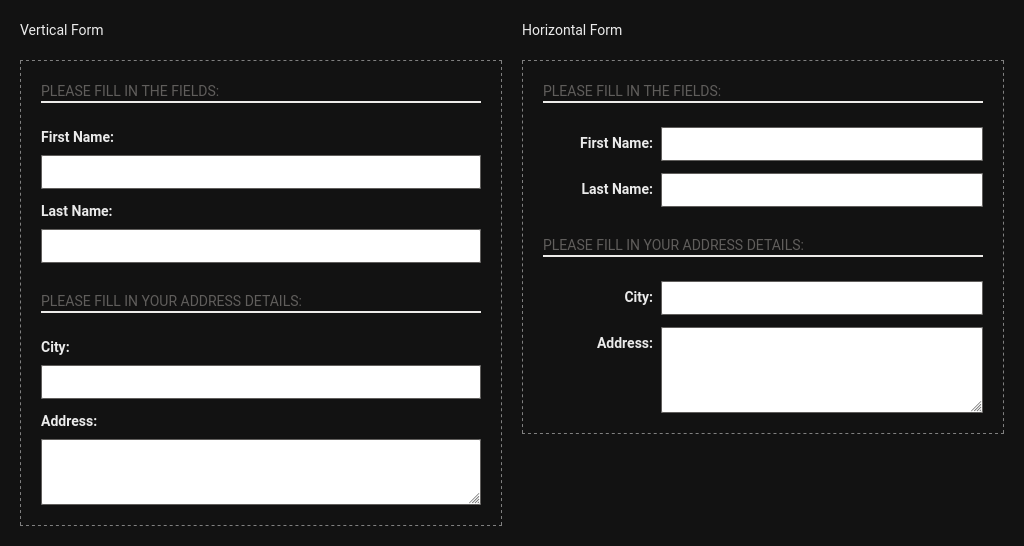 Vertical Form
PLEASE FILL IN THE FIELDS:
First Name:
Last Name:
PLEASE FILL IN YOUR ADDRESS DETAILS:
City:
Address:
Horizontal Form
PLEASE FILL IN THE FIELDS:
First Name:
Last Name:
PLEASE FILL IN YOUR ADDRESS DETAILS:
City:
Address: